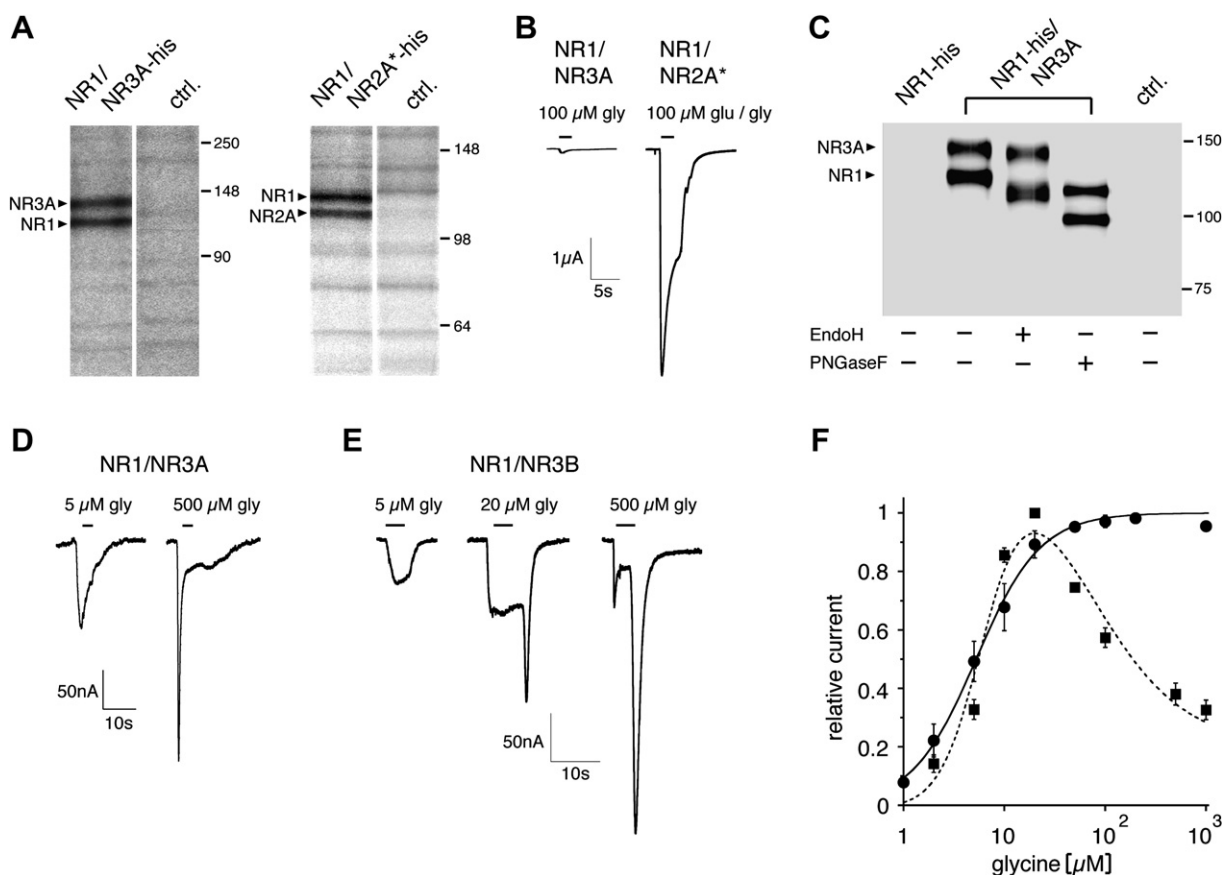 A
NR1/
NR3A-his
ctrl.
250
148
90
NR3A
NR1
NR1/
NR2A*-his
ctrl.
148
98
64
NR1
NR2A
B
NR1/
NR3A
NR1/
NR2A*
100 µM gly
100 µM glu / gly
1µA
5s
C
NR1-his
NR1-his/
NR3A
ctrl.
NR3A
NR1
150
100
75
EndoH − − + − −
PNGaseF − − − + −
D
NR1/NR3A
5 µM gly
500 µM gly
50nA
10s
E
NR1/NR3B
5 µM gly
20 µM gly
500 µM gly
50nA
10s
F
relative current
1
0.8
0.6
0.4
0.2
0
1
10
10²
10³
glycine [µM]